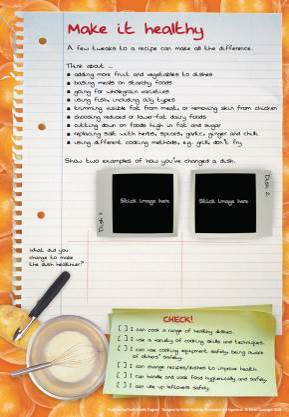 Make it healthy
A few tweaks to a recipe can make all the difference.
Think about ...
• adding more fruit and vegetables to dishes
• basing meals on starchy foods
• going for wholegrain varieties
• using fish, including oily types
• trimming visible fat from meat, or removing skin from chicken
• choosing reduced or lower-fat dairy foods
• cutting down on foods high in fat and sugar
• replacing salt with herbs, spices, garlic, ginger and chilli
• using different cooking methods, e.g. grill, don't fry
Show two examples of how you've changed a dish.
Dish 1
Stick image here
Stick image here
Dish 2
What did you
change to make
the dish healthier?
CHECK!
[ ] I can cook a range of healthy dishes.
[ ] I use a variety of cooking skills and techniques.
[ ] I can use cooking equipment safely, being aware
of others' safety.
[ ] I can change recipes/dishes to improve health.
[ ] I can handle and cook food hygienically and safely.
[ ] I can use up leftovers safely.